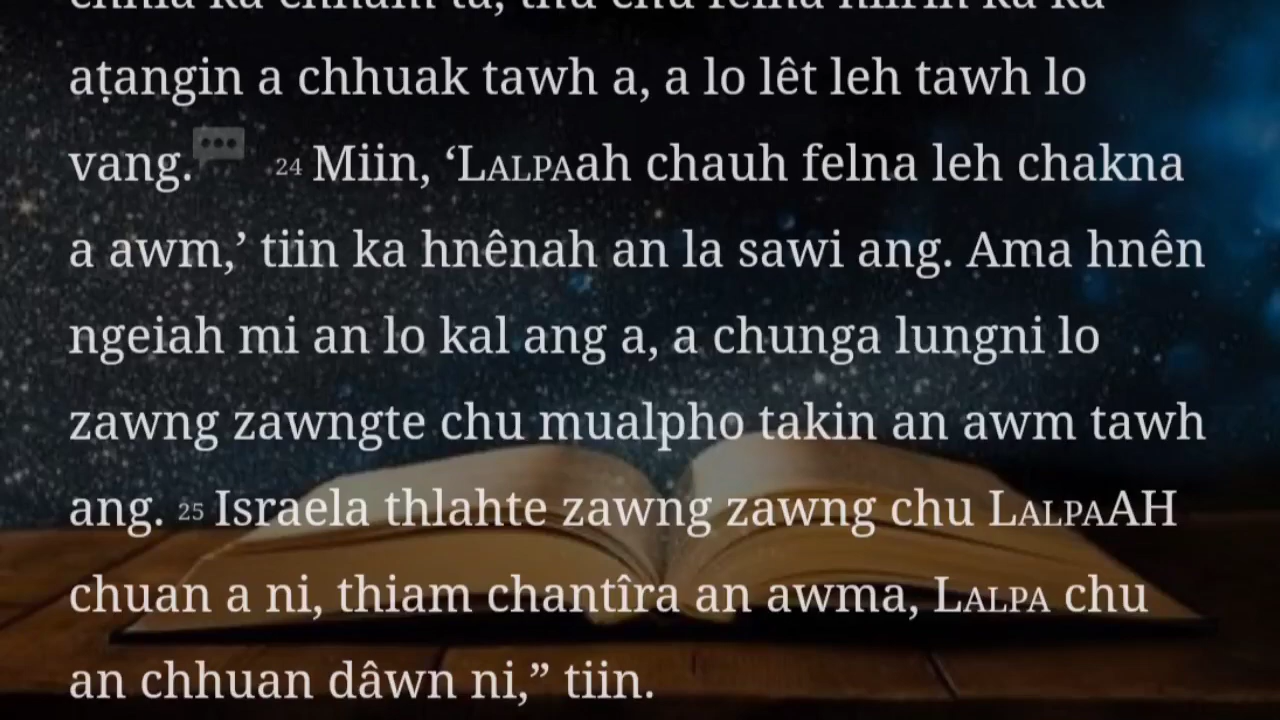 aṭangin a chhuak tawh a, a lo lêt leh tawh lo
vang. 24 Miin, ‘LALPAah chauh felna leh chakna
a awm,’ tiin ka hnênah an la sawi ang. Ama hnên
ngeiah mi an lo kal ang a, a chunga lungni lo
zawng zawngte chu mualpho takin an awm tawh
ang. 25 Israela thlahte zawng zawng chu LALPAAH
chuan a ni, thiam chantîra an awma, LALPA chu
an chhuan dâwn ni,” tiin.